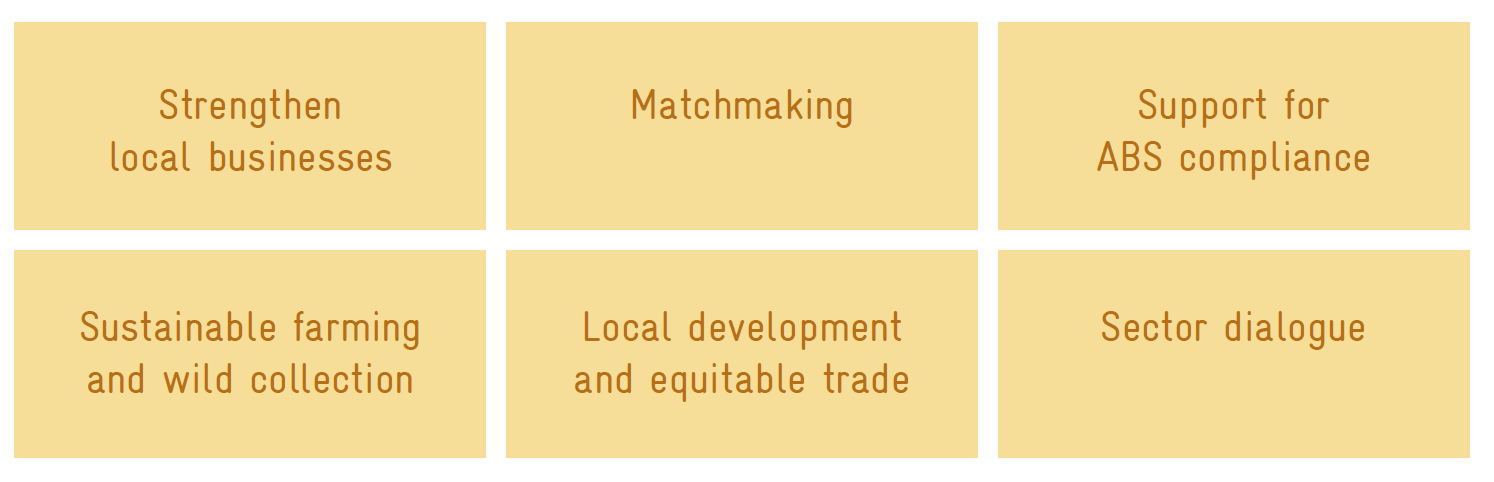 Strengthen
local businesses
Matchmaking
Support for
ABS compliance
Sustainable farming
and wild collection
Local development
and equitable trade
Sector dialogue